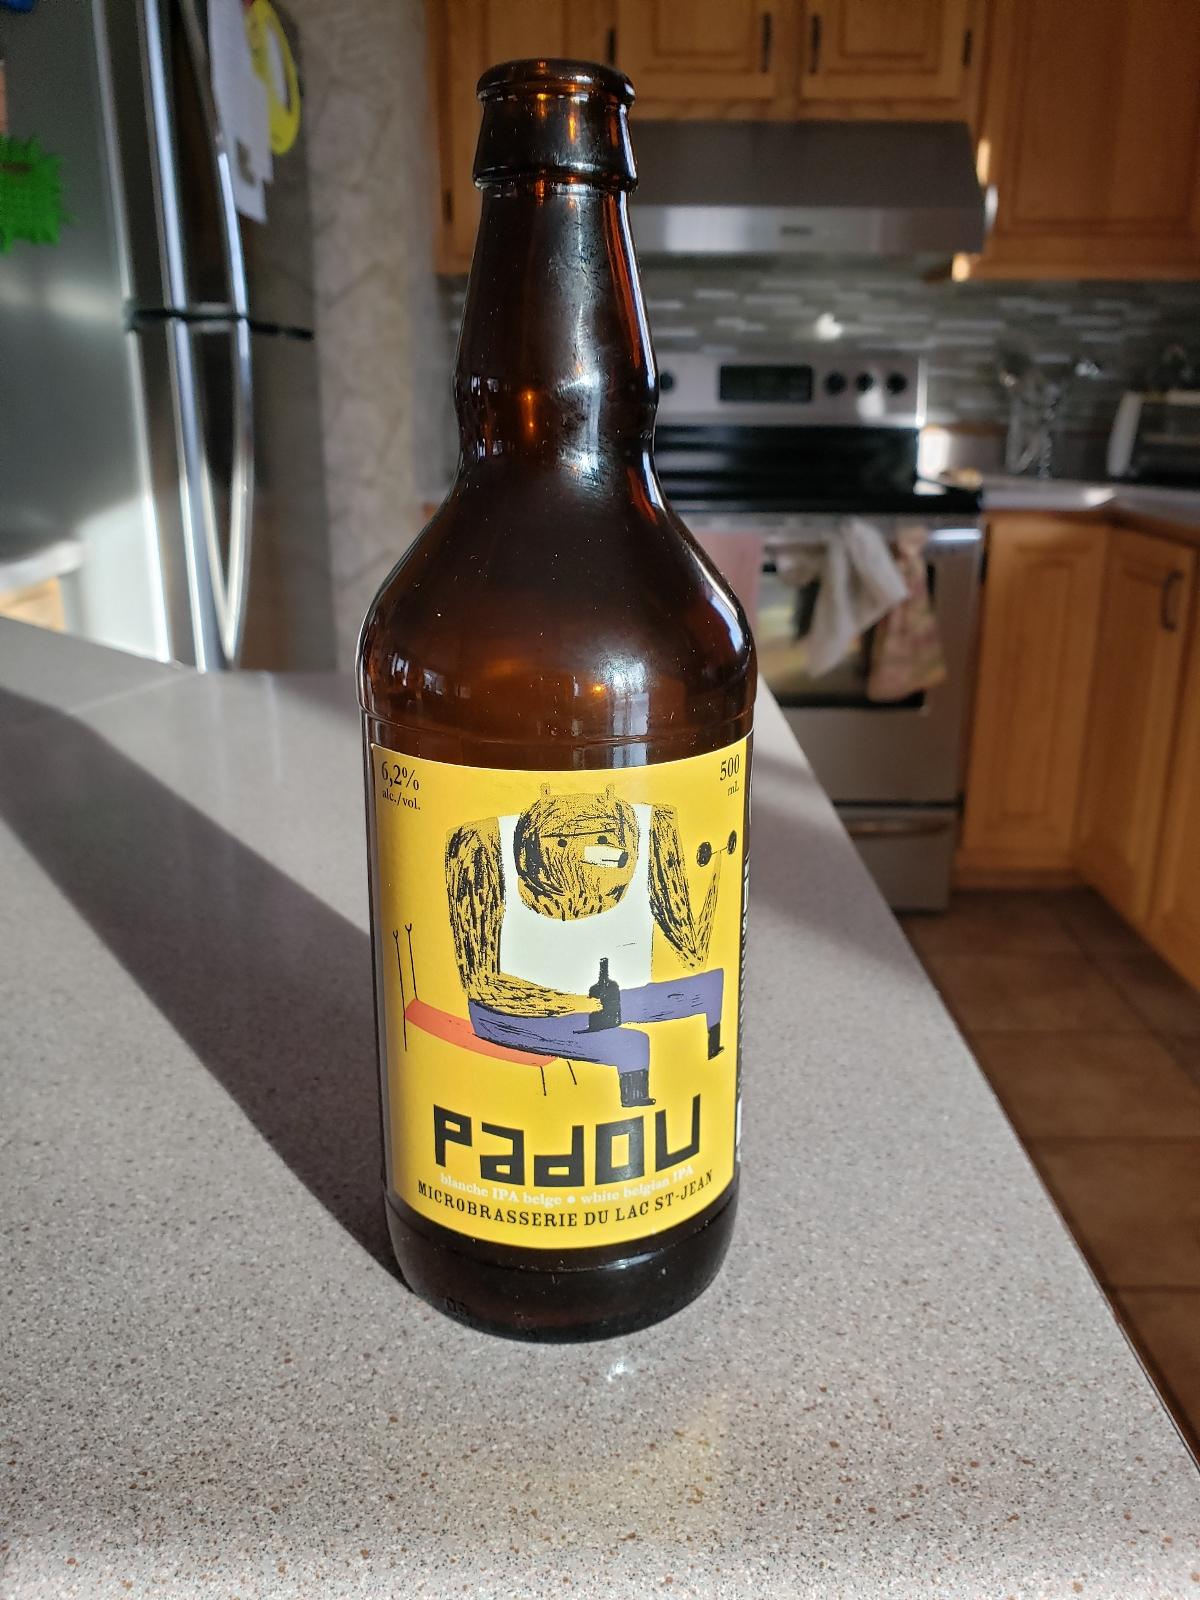 6,2%
alc./vol.
500
mL
Padou
blanche IPA belge • white belgian IPA
MICROBRASSERIE DU LAC ST-JEAN